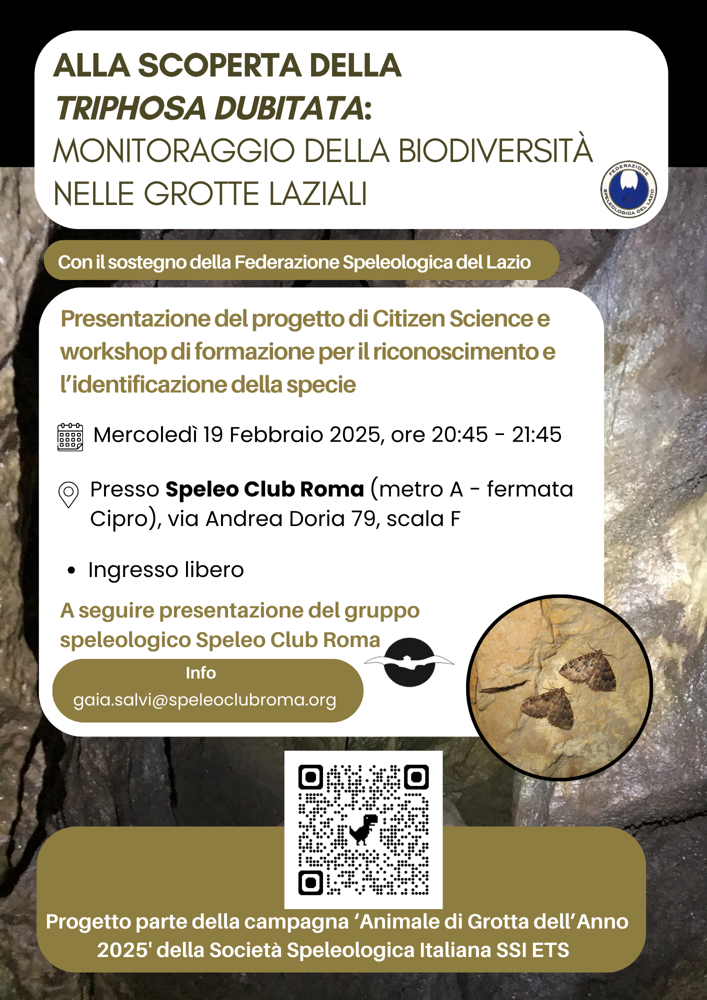 ALLA SCOPERTA DELLA
TRIPHOSA DUBITATA:
MONITORAGGIO DELLA BIODIVERSITÀ
NELLE GROTTE LAZIALI
FEDERAZIONE
SPELEOLOGICA DEL LAZIO
Con il sostegno della Federazione Speleologica del Lazio
Presentazione del progetto di Citizen Science e
workshop di formazione per il riconoscimento e
l’identificazione della specie
Mercoledì 19 Febbraio 2025, ore 20:45 - 21:45
Presso Speleo Club Roma (metro A - fermata
Cipro), via Andrea Doria 79, scala F
• Ingresso libero
A seguire presentazione del gruppo
speleologico Speleo Club Roma
Info
gaia.salvi@speleoclubroma.org
Progetto parte della campagna ‘Animale di Grotta dell’Anno
2025' della Società Speleologica Italiana SSI ETS